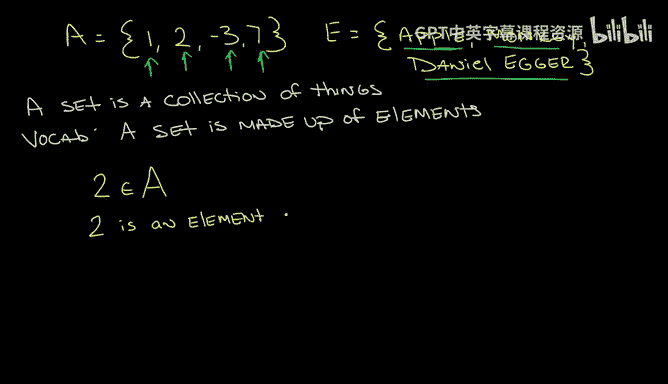 A = {1, 2, -3, 7} E = {
GPT中英字幕课程资源 bilibili
DANIEL EGGER}
A SET IS A COLLECTION OF THINGS
VOCAB: A SET IS MADE UP OF ELEMENTS
2 ∈ A
2 is AN ELEMENT